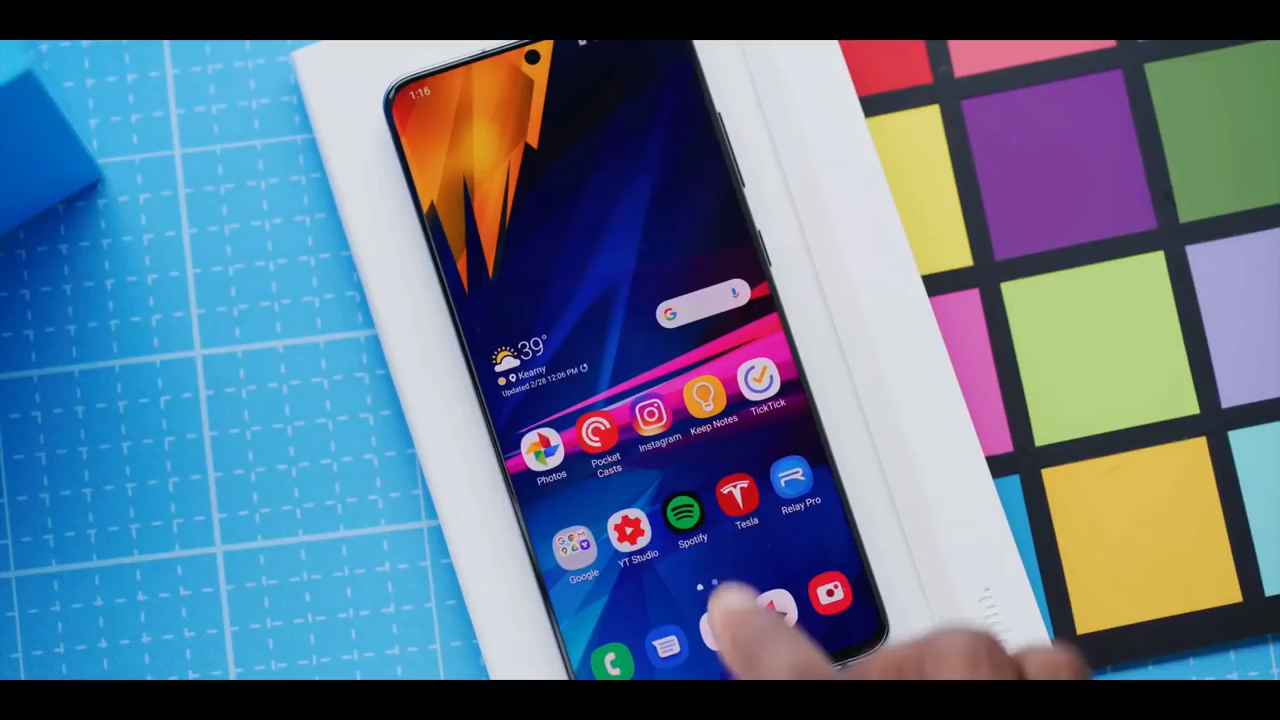 1:16
39°
Kearny
Updated 2/28 12:06 PM
Photos
Pocket
Casts
Instagram
Keep Notes
TickTick
Google
YT Studio
Spotify
Tesla
Relay Pro